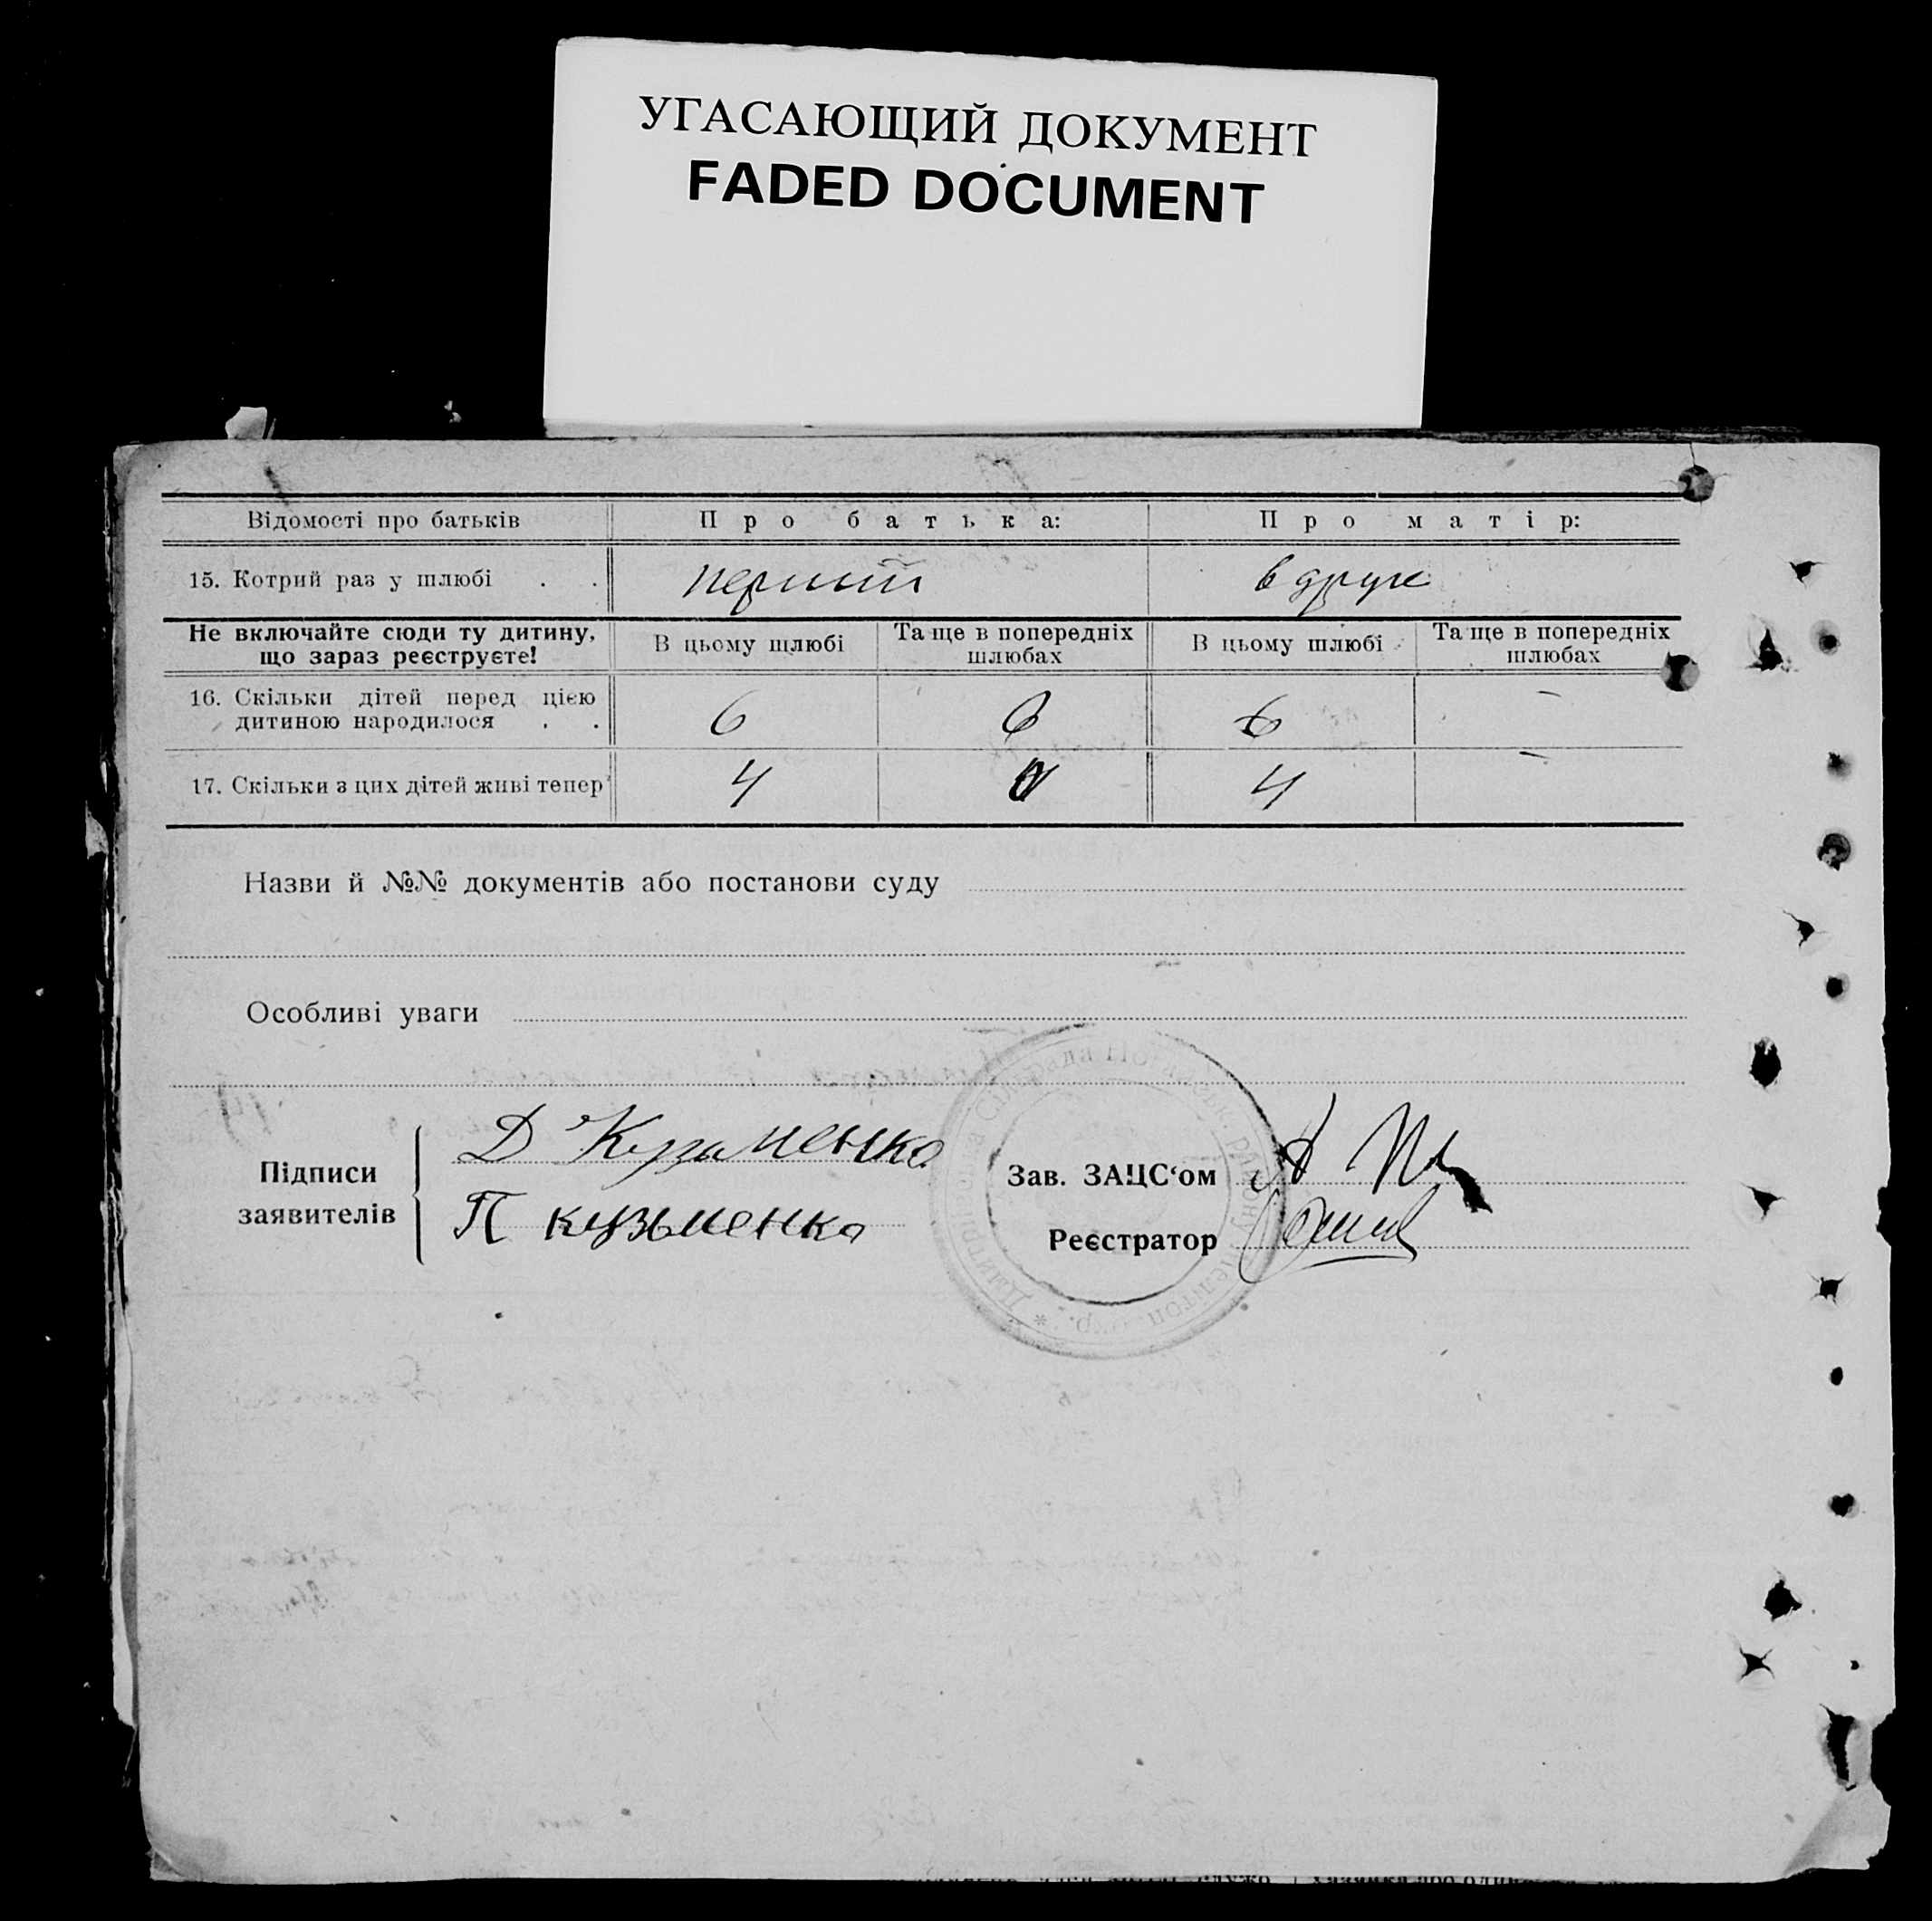 УГАСАЮЩИЙ ДОКУМЕНТ
FADED DOCUMENT
Відомості про батьків Про батька: Про матір:
15. Котрий раз у шлюбі . . перший в друге
Не включайте сюди ту дитину, що зараз реєструєте! В цьому шлюбі Та ще в попередніх шлюбах В цьому шлюбі Та ще в попередніх шлюбах
16. Скільки дітей перед цією
дитиною народилося . . 6 6 —
17. Скільки з цих дітей живі тепер 4 4 —
Назви й №№ документів або постанови суду
Особливі уваги
Підписи
заявителів
Д Кузьменко
П кузьменко
Зав. ЗАЦС‘ом
Реєстратор